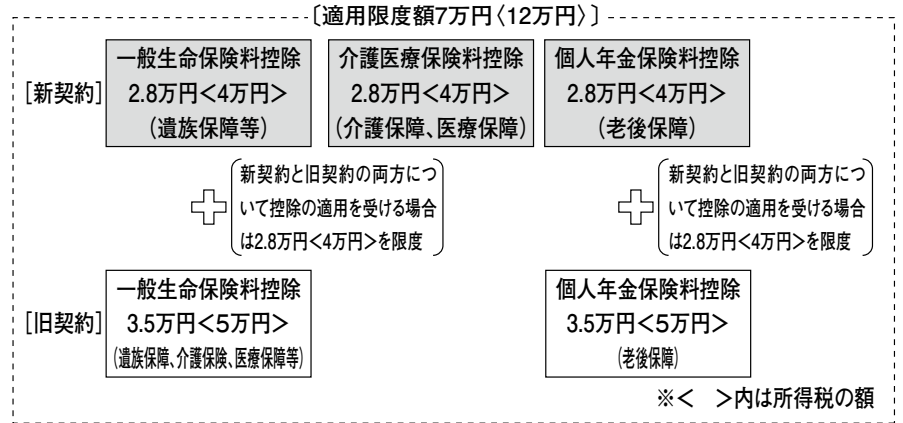 〔適用限度額7万円〈12万円〉〕
[新契約]
一般生命保険料控除
2.8万円<4万円>
(遺族保障等)
介護医療保険料控除
2.8万円<4万円>
(介護保障、医療保障)
個人年金保険料控除
2.8万円<4万円>
(老後保障)
新契約と旧契約の両方につ
いて控除の適用を受ける場合
は2.8万円<4万円>を限度
新契約と旧契約の両方につ
いて控除の適用を受ける場合
は2.8万円<4万円>を限度
[旧契約]
一般生命保険料控除
3.5万円<5万円>
(遺族保障、介護保険、医療保障等)
個人年金保険料控除
3.5万円<5万円>
(老後保障)
※< >内は所得税の額